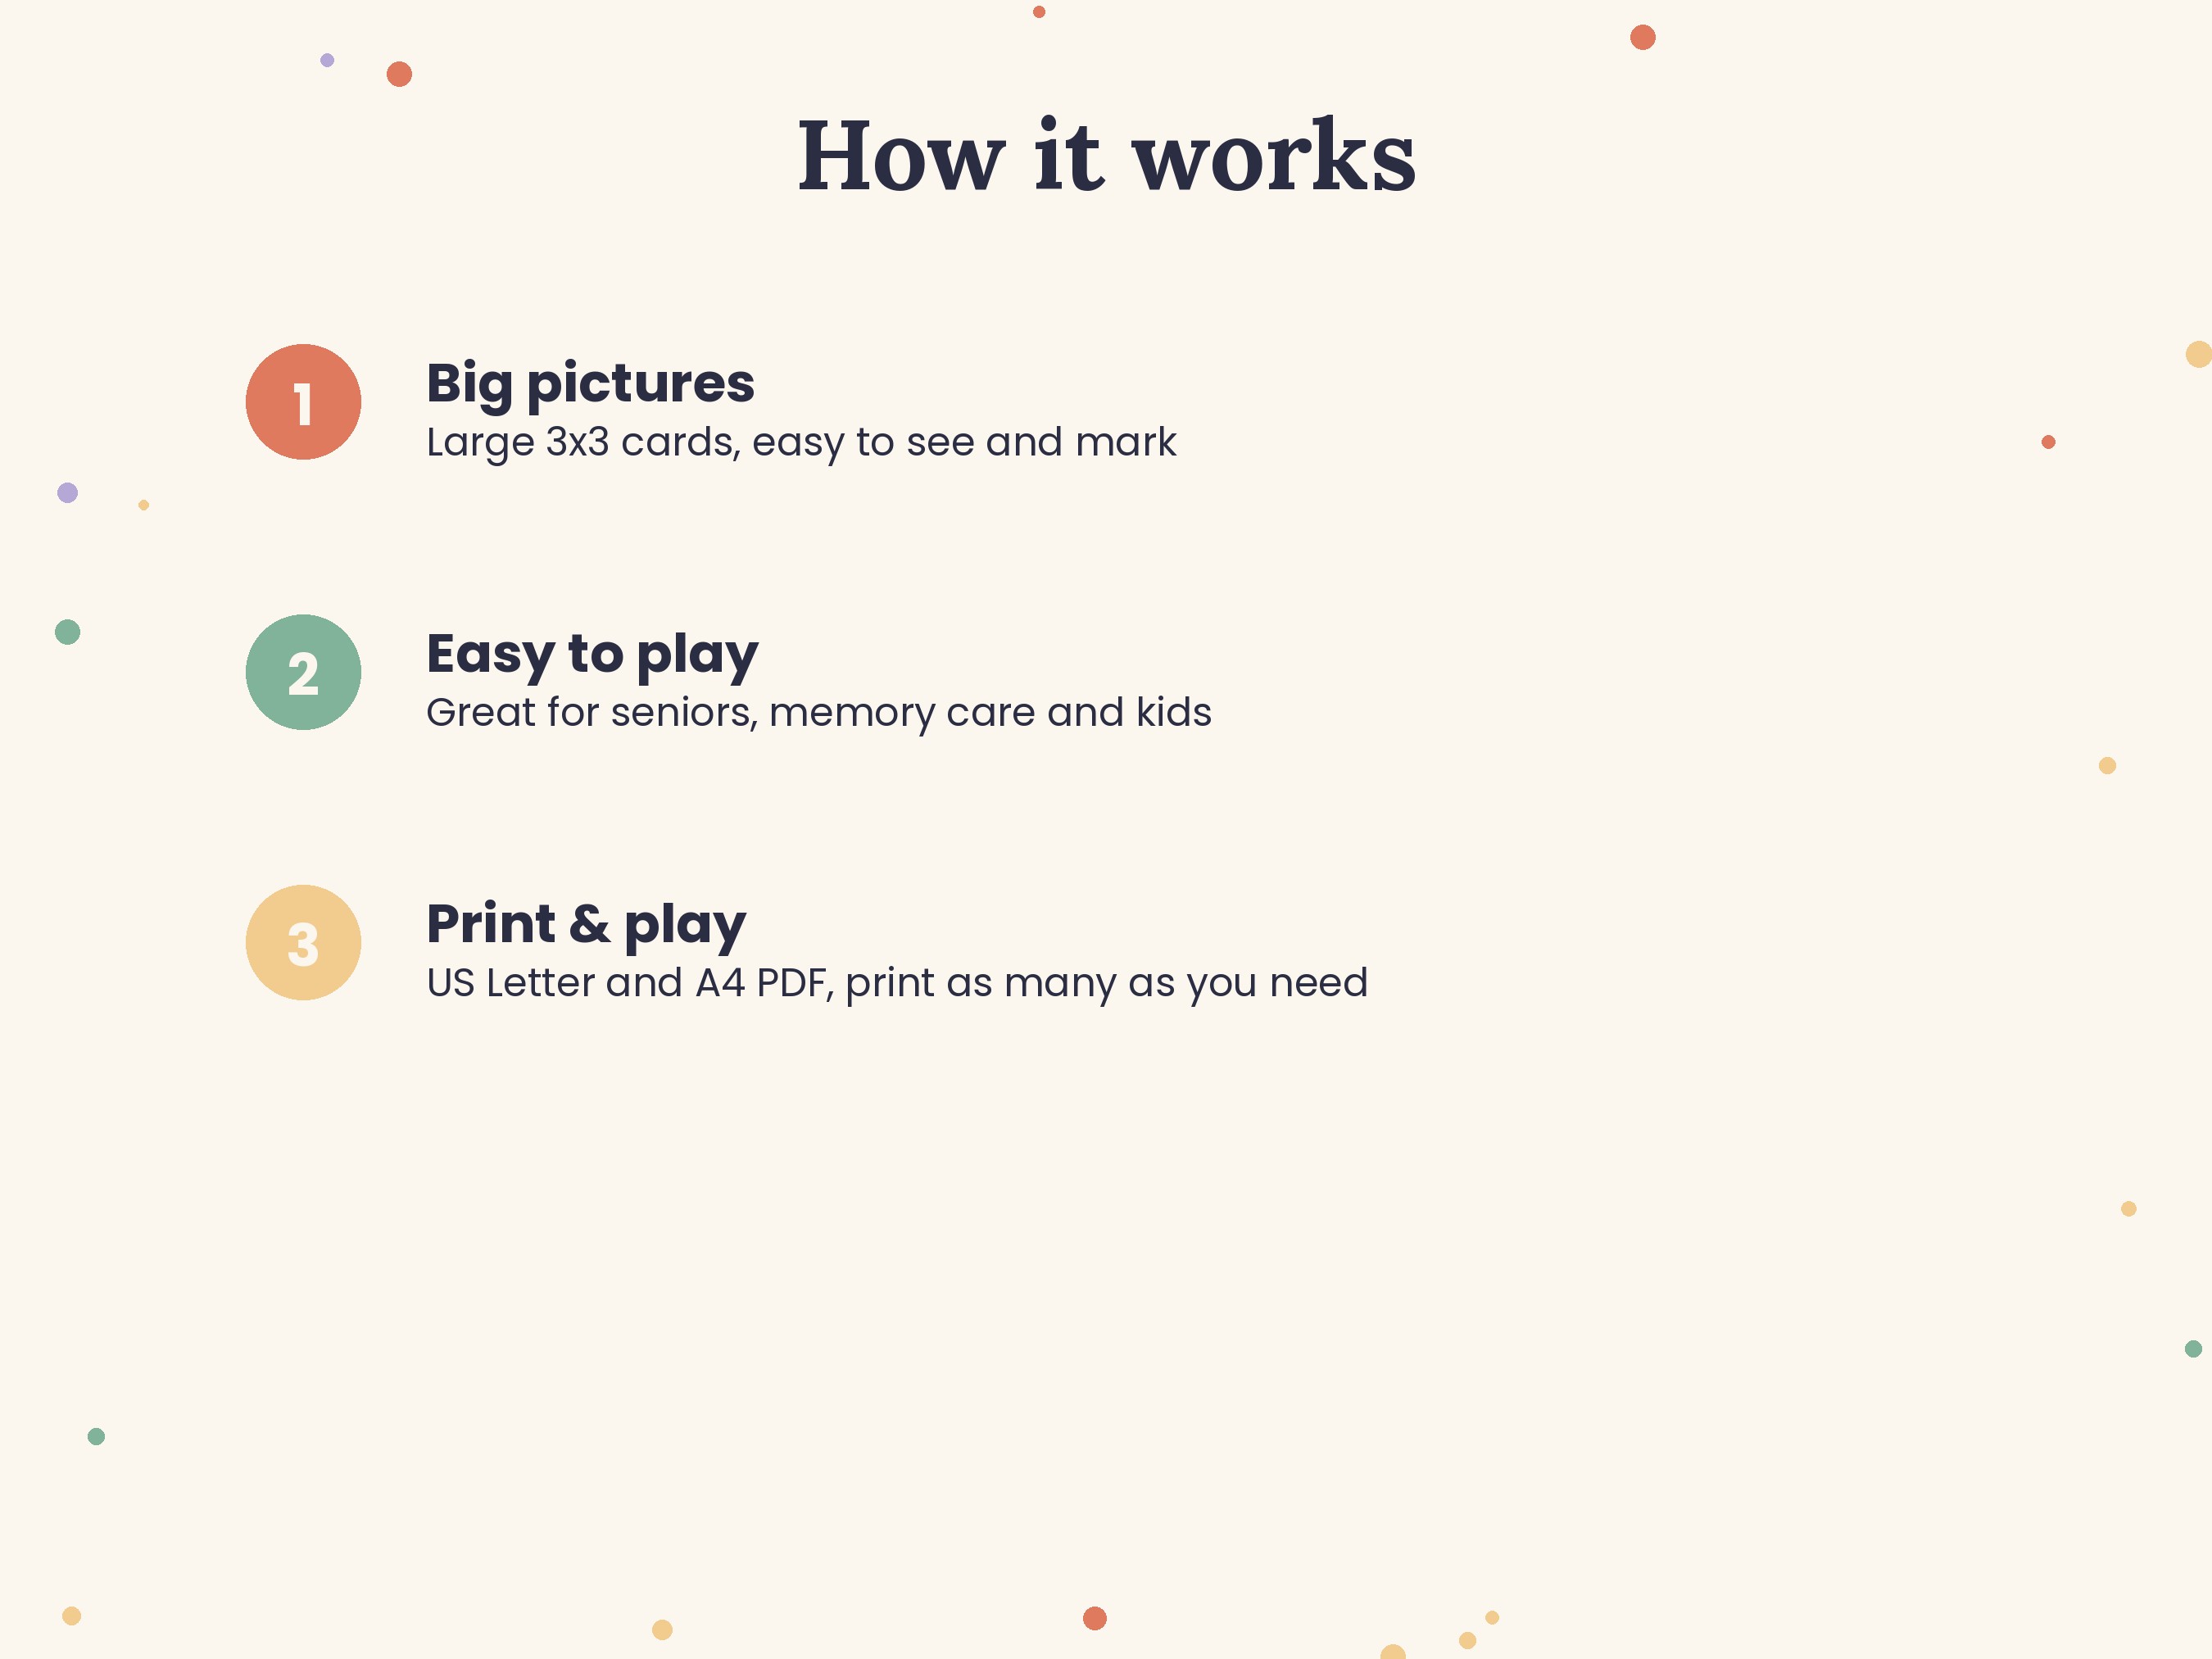 How it works
1
Big pictures
Large 3x3 cards, easy to see and mark
2
Easy to play
Great for seniors, memory care and kids
3
Print & play
US Letter and A4 PDF, print as many as you need